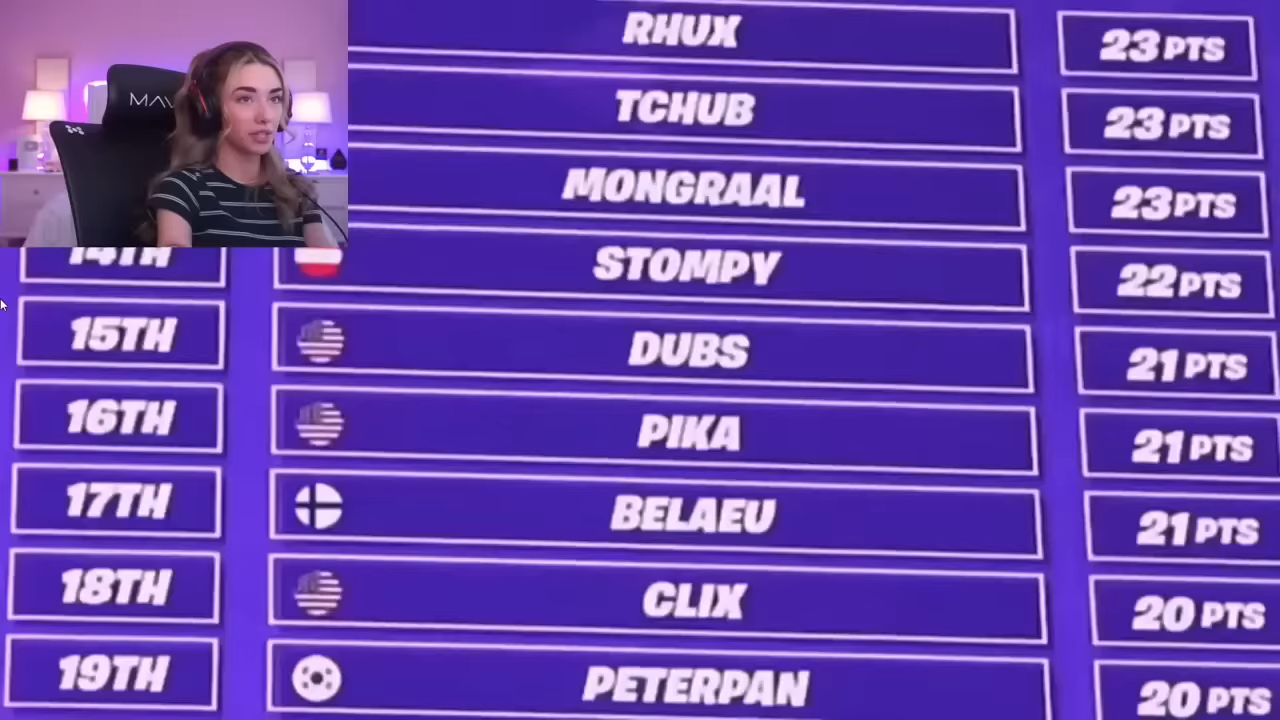 RHUX 23 PTS
TCHUB 23 PTS
MONGRAAL 23 PTS
14TH STOMPY 22 PTS
15TH DUBS 21 PTS
16TH PIKA 21 PTS
17TH BELAEU 21 PTS
18TH CLIX 20 PTS
19TH PETERPAN 20 PTS